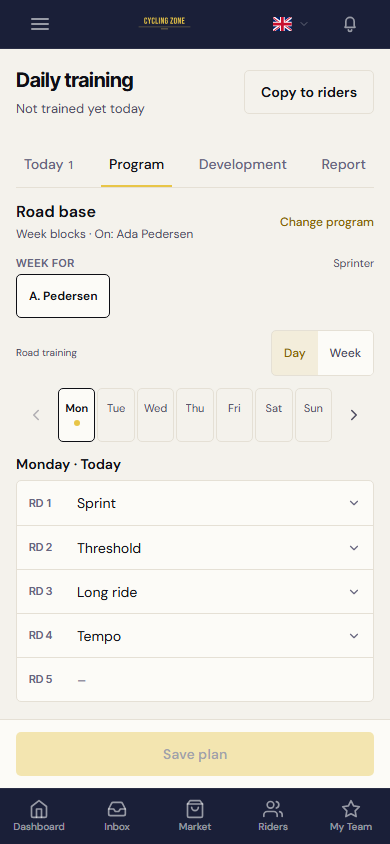 CYCLING ZONE
Daily training
Not trained yet today
Copy to riders
Today 1
Program
Development
Report
Road base
Week blocks · On: Ada Pedersen
Change program
WEEK FOR
Sprinter
A. Pedersen
Road training
Day
Week
Mon
Tue
Wed
Thu
Fri
Sat
Sun
Monday · Today
RD 1 Sprint
RD 2 Threshold
RD 3 Long ride
RD 4 Tempo
RD 5 –
Save plan
Dashboard
Inbox
Market
Riders
My Team